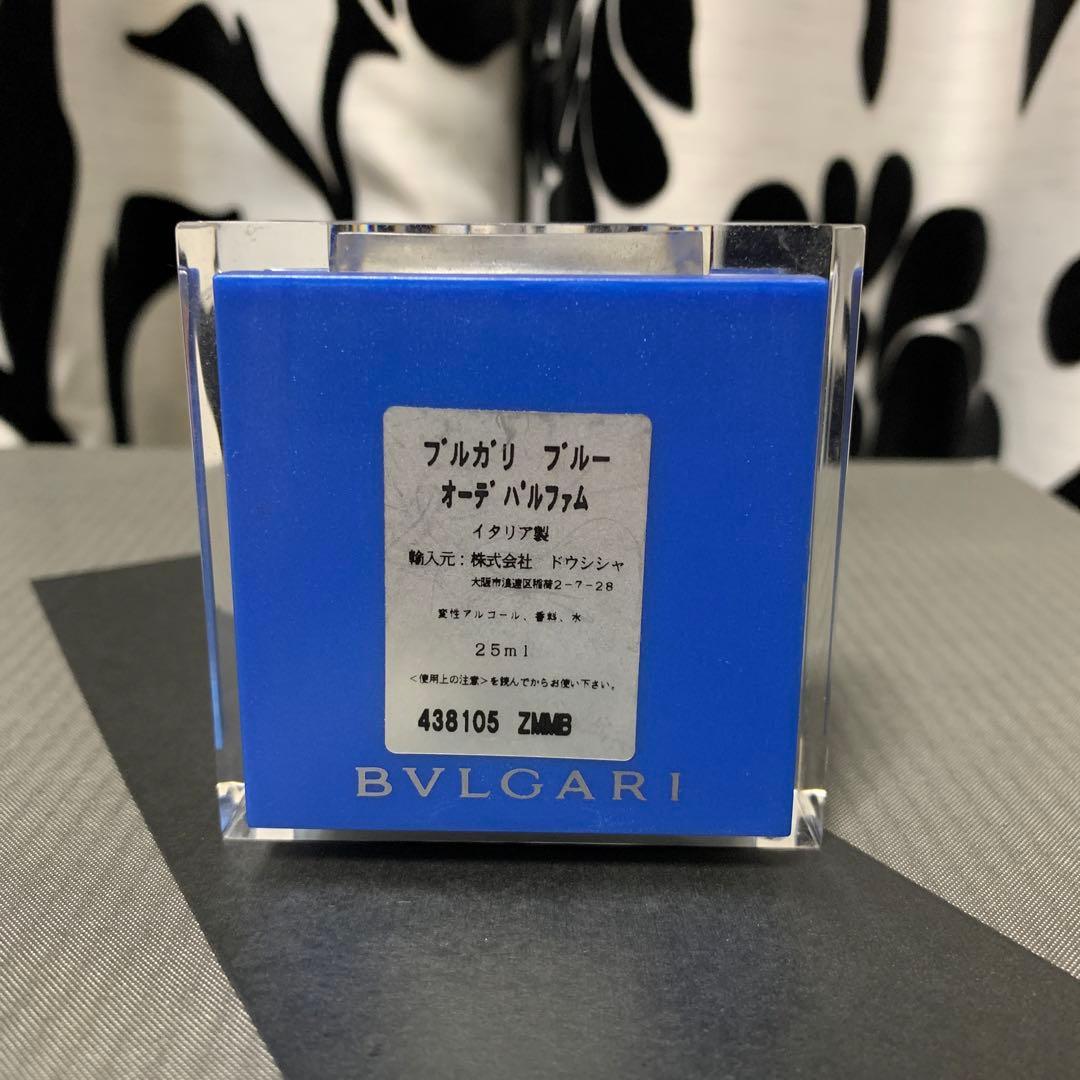 ブルガリ ブルー
オーデ パルファム
イタリア製
輸入元：株式会社 ドウシシャ
大阪市浪速区稲荷2-7-28
変性アルコール、香料、水
25ml
<使用上の注意>を読んでからお使い下さい。
438105 ZMMB
BVLGARI